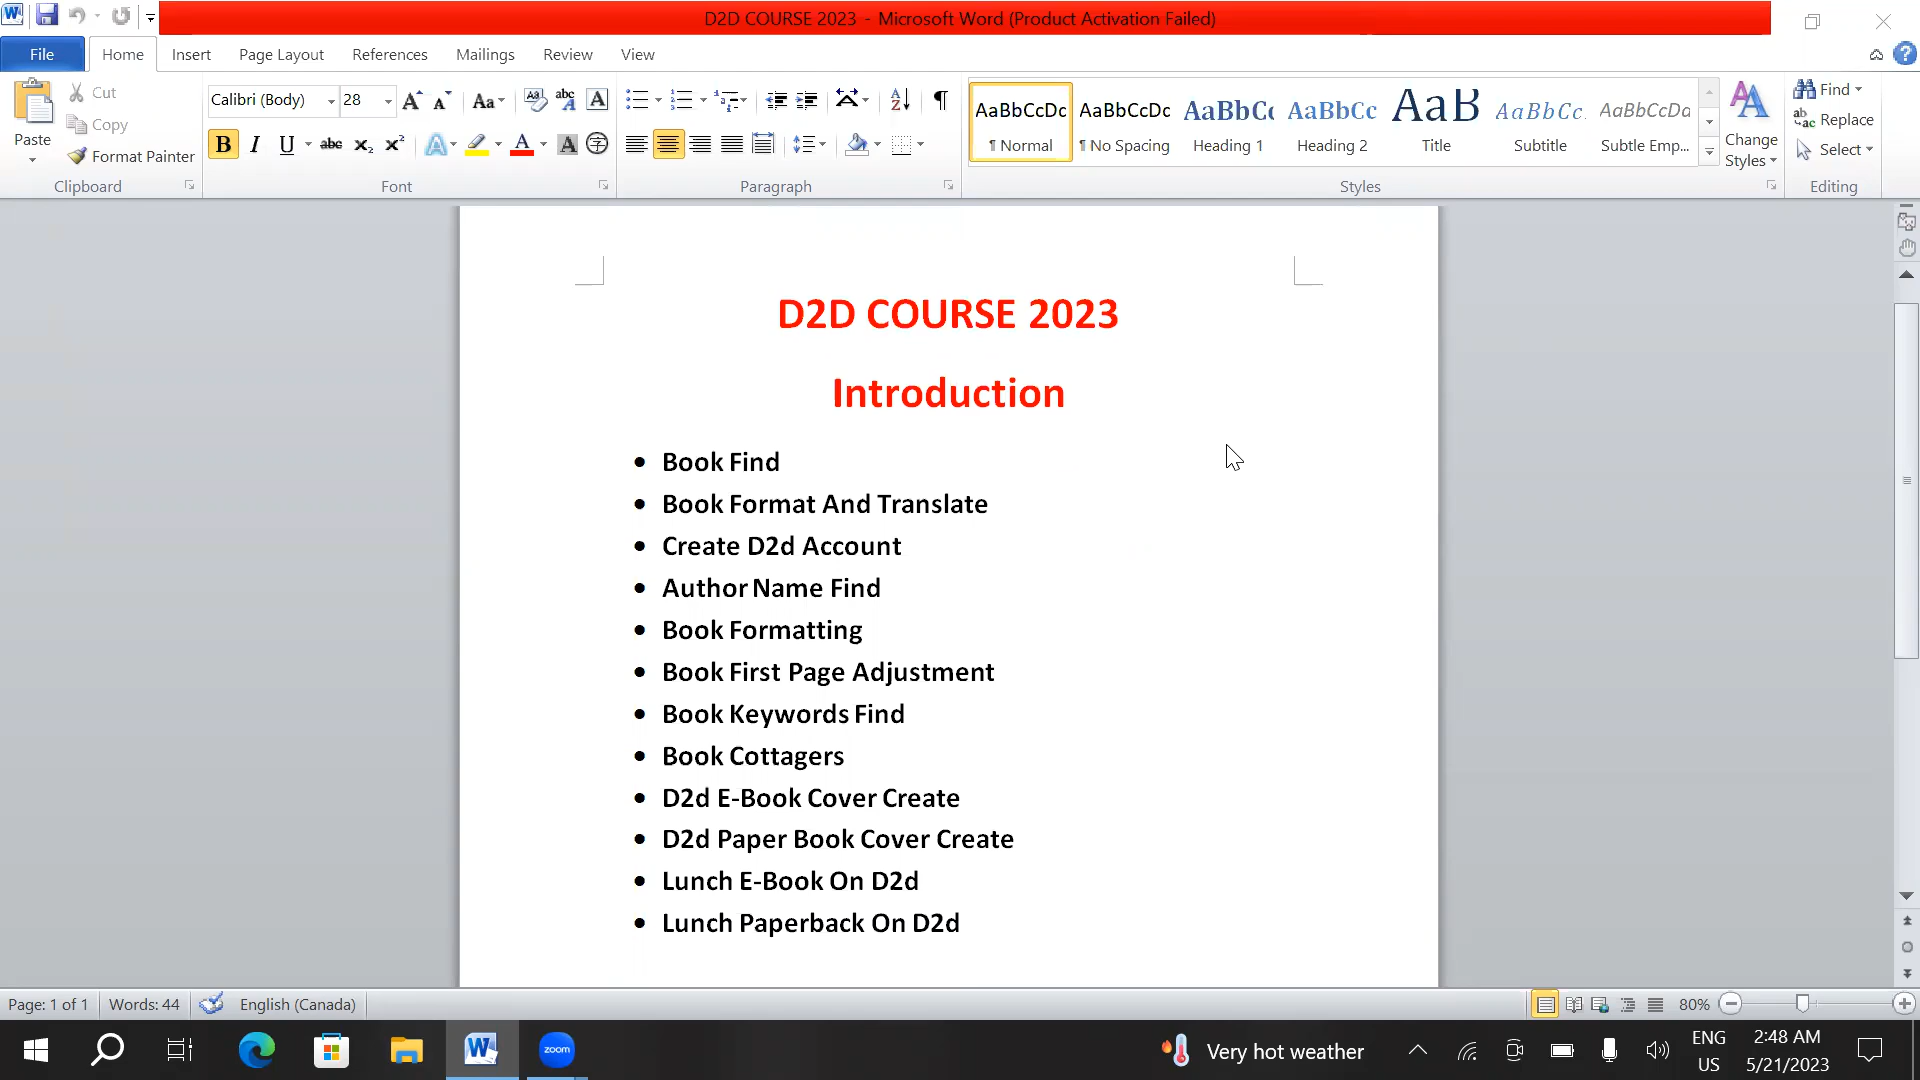 D2D COURSE 2023 - Microsoft Word (Product Activation Failed)
File Home Insert Page Layout References Mailings Review View
Paste
Cut
Copy
Format Painter
Clipboard
Calibri (Body) 28
Font
Paragraph
AaBbCcDc AaBbCcDc AaBbC AaBbCc AaB AaBbCc. AaBbCcDa
¶ Normal ¶ No Spacing Heading 1 Heading 2 Title Subtitle Subtle Emp...
Styles
Change
Styles
Find
Replace
Select
Editing
D2D COURSE 2023
Introduction
• Book Find
• Book Format And Translate
• Create D2d Account
• Author Name Find
• Book Formatting
• Book First Page Adjustment
• Book Keywords Find
• Book Cottagers
• D2d E-Book Cover Create
• D2d Paper Book Cover Create
• Lunch E-Book On D2d
• Lunch Paperback On D2d
Page: 1 of 1 Words: 44 English (Canada) 80%
zoom
Very hot weather
ENG
US
2:48 AM
5/21/2023